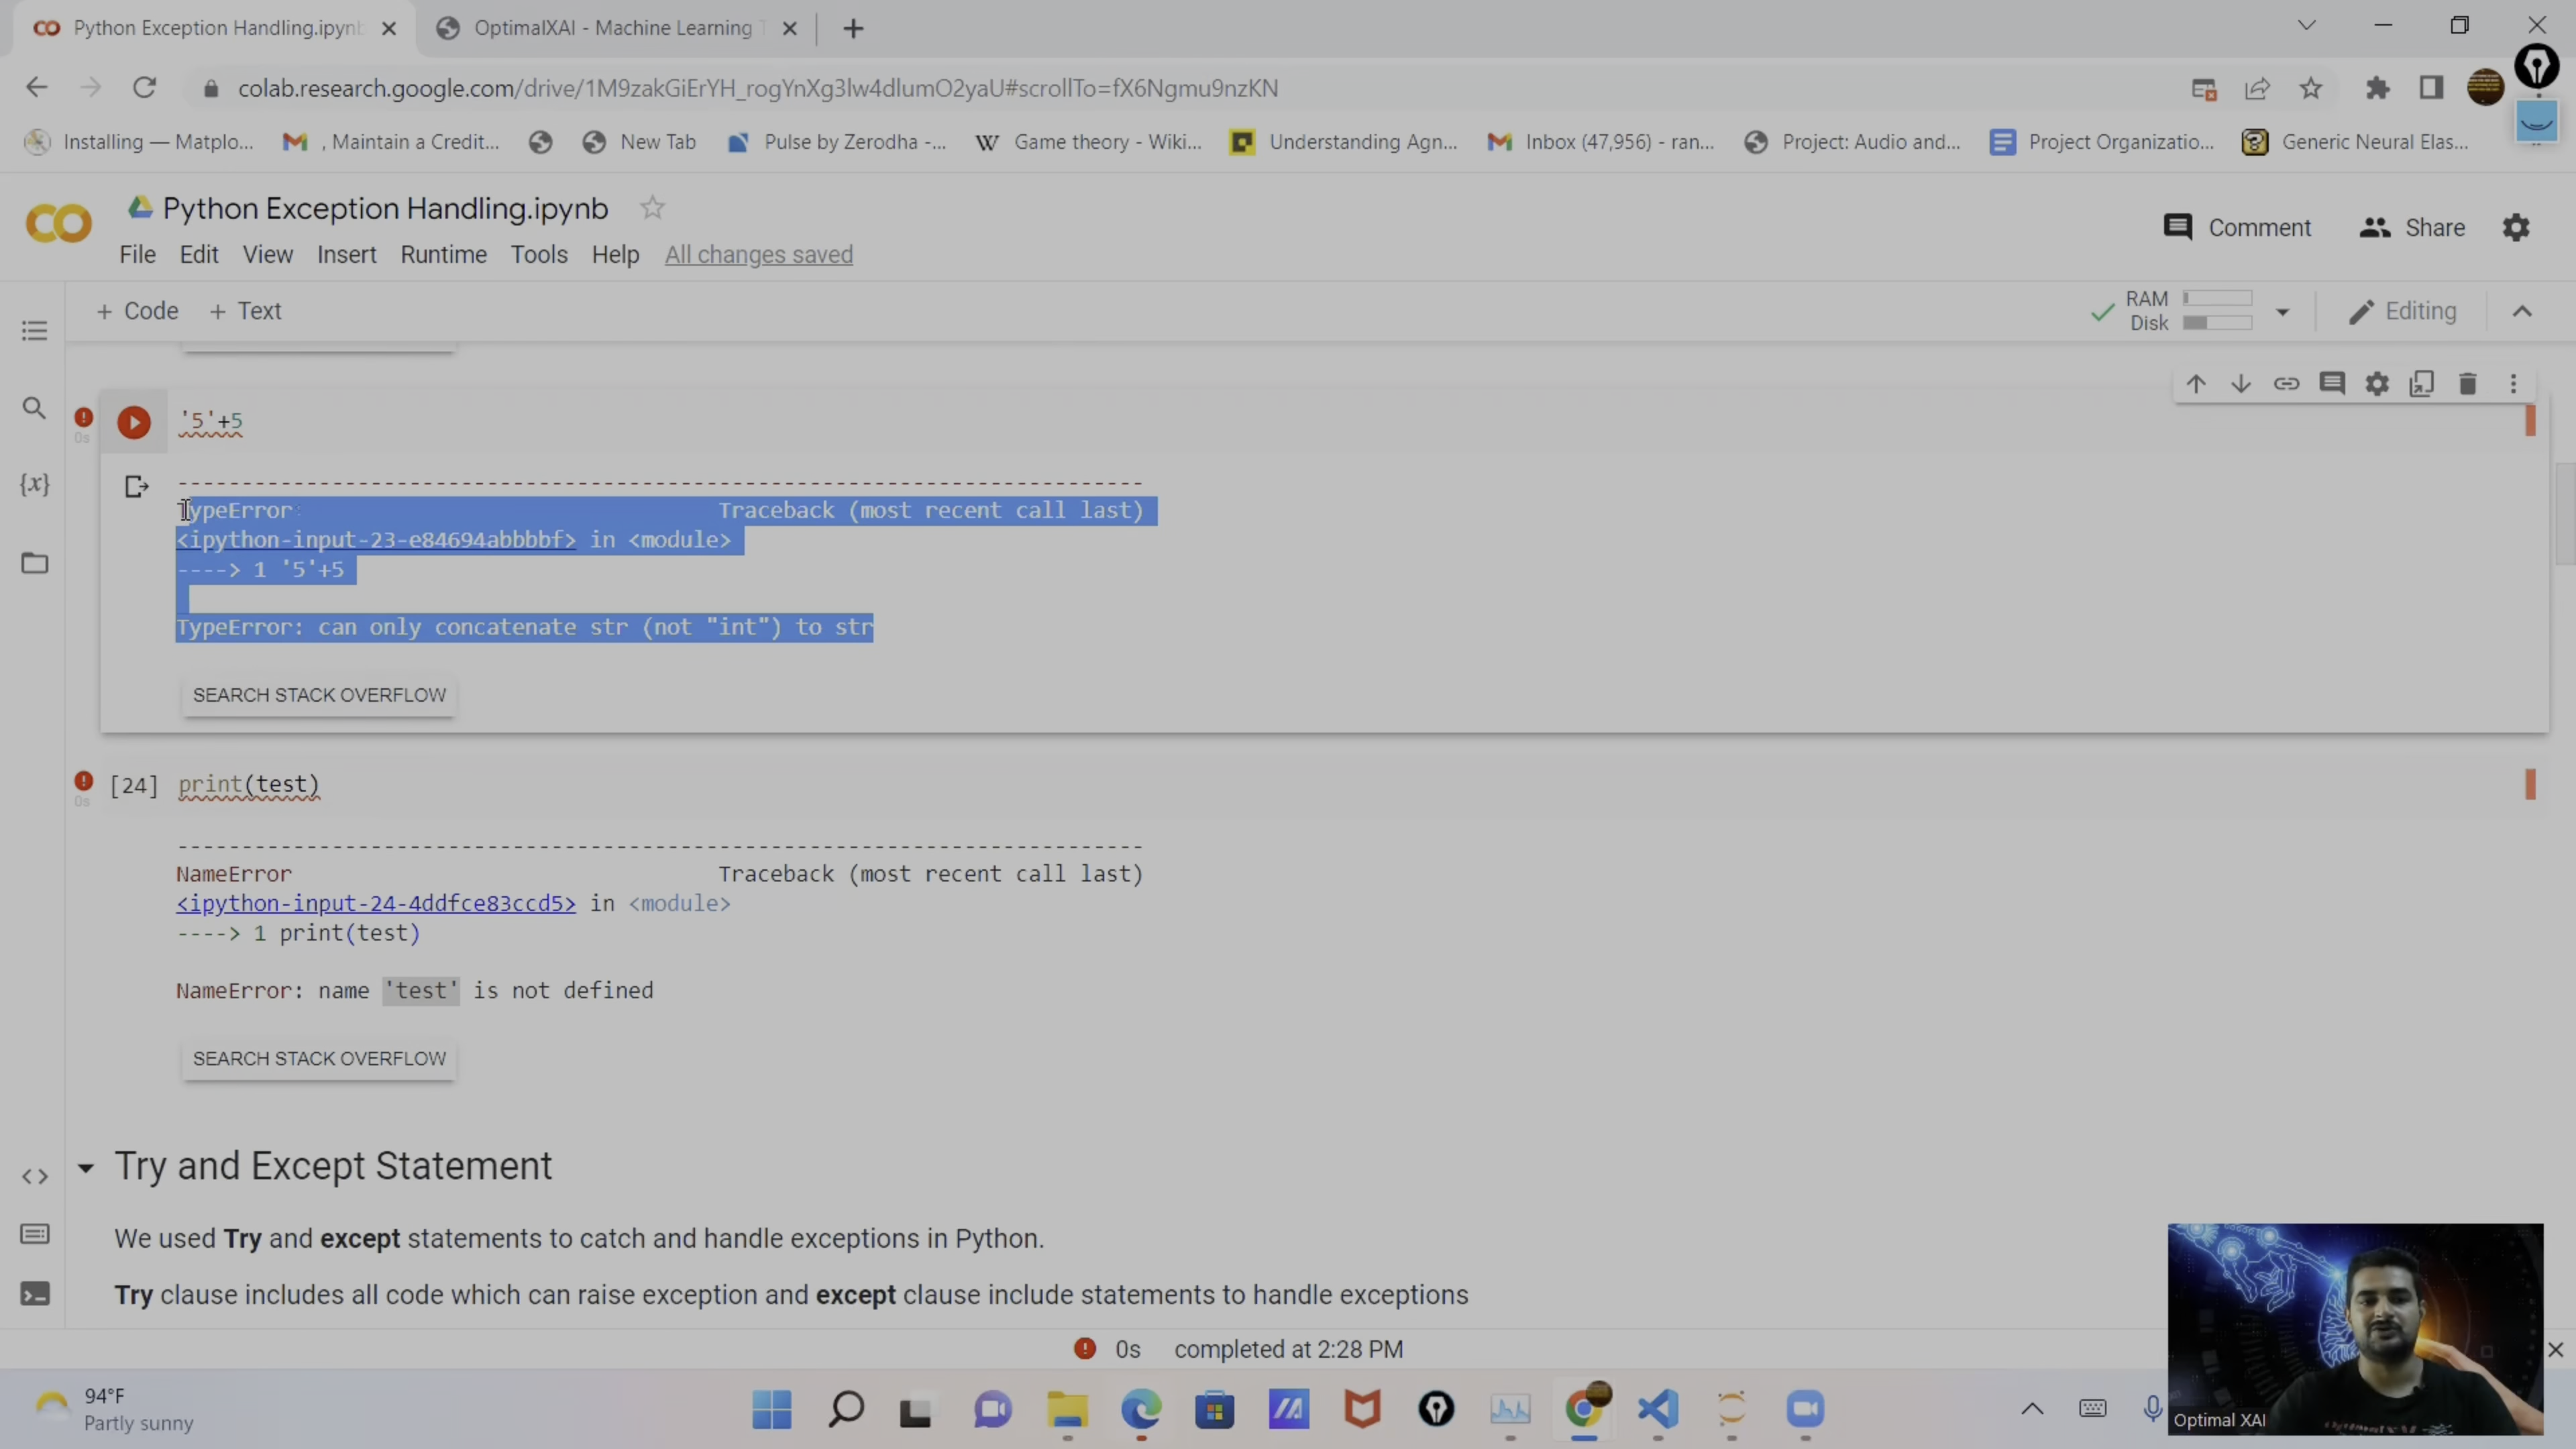 Python Exception Handling.ipynb
OptimalXAI - Machine Learning T
colab.research.google.com/drive/1M9zakGiErYH_rogYnXg3lw4dlumO2yaU#scrollTo=fX6Ngmu9nzKN
Installing — Matplo...
, Maintain a Credit...
New Tab
Pulse by Zerodha -...
Game theory - Wiki...
Understanding Agn...
Inbox (47,956) - ran...
Project: Audio and...
Project Organizatio...
Generic Neural Elas...
Python Exception Handling.ipynb
File Edit View Insert Runtime Tools Help All changes saved
Comment
Share
+ Code + Text
RAM
Disk
Editing
'5'+5
0s
---------------------------------------------------------------------------
TypeError Traceback (most recent call last)
<ipython-input-23-e84694abbbbf> in <module>
----> 1 '5'+5
TypeError: can only concatenate str (not "int") to str
SEARCH STACK OVERFLOW
[24] print(test)
0s
---------------------------------------------------------------------------
NameError Traceback (most recent call last)
<ipython-input-24-4ddfce83ccd5> in <module>
----> 1 print(test)
NameError: name 'test' is not defined
SEARCH STACK OVERFLOW
Try and Except Statement
We used Try and except statements to catch and handle exceptions in Python.
Try clause includes all code which can raise exception and except clause include statements to handle exceptions
0s completed at 2:28 PM
94°F
Partly sunny
Optimal XAI